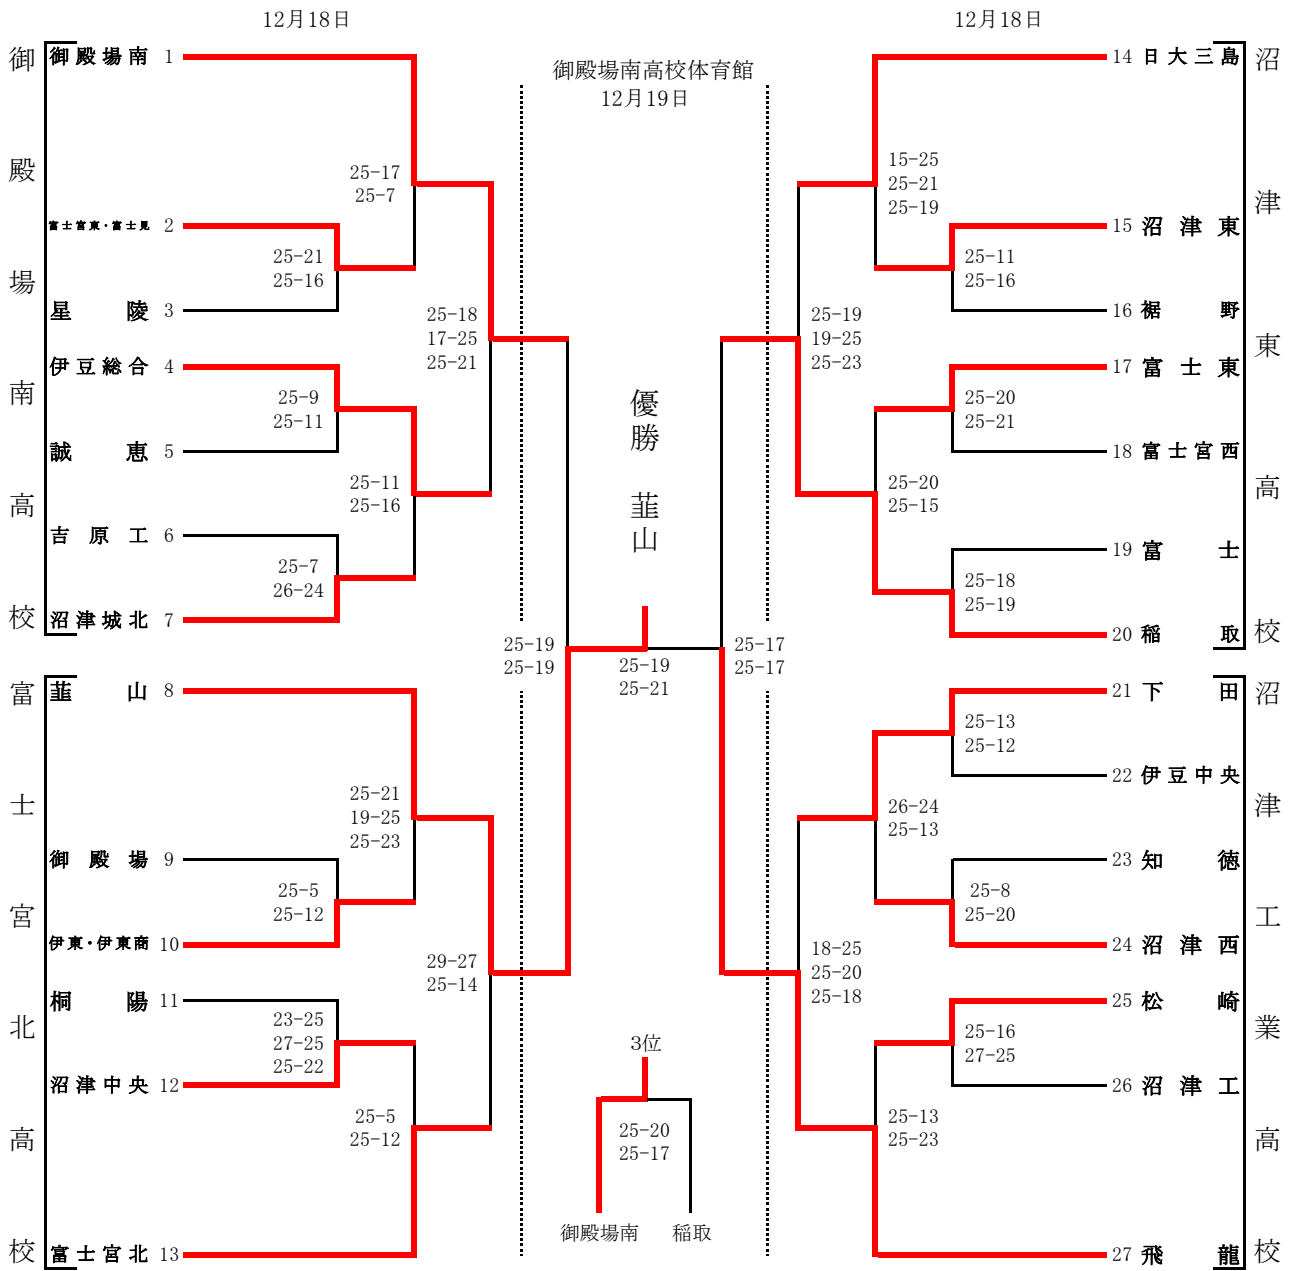 12月18日
12月18日
御殿場南高校体育館
12月19日
御殿場南高校
御殿場南 1
富士宮東・富士見 2
星陵 3
伊豆総合 4
誠恵 5
吉原工 6
沼津城北 7
25-17
25-7
25-21
25-16
25-18
17-25
25-21
25-9
25-11
25-11
25-16
25-7
26-24
富士宮北高校
韮山 8
御殿場 9
伊東・伊東商 10
桐陽 11
沼津中央 12
富士宮北 13
25-21
19-25
25-23
25-5
25-12
29-27
25-14
23-25
27-25
25-22
25-5
25-12
優勝 韮山
25-19
25-19
25-19
25-21
25-17
25-17
3位
25-20
25-17
御殿場南 稲取
沼津東高校
14 日大三島
15 沼津東
16 裾野
17 富士東
18 富士宮西
19 富士
20 稲取
15-25
25-21
25-19
25-11
25-16
25-19
19-25
25-23
25-20
25-21
25-20
25-15
25-18
25-19
沼津工業高校
21 下田
22 伊豆中央
23 知徳
24 沼津西
25 松崎
26 沼津工
27 飛龍
25-13
25-12
26-24
25-13
25-8
25-20
18-25
25-20
25-18
25-16
27-25
25-13
25-23